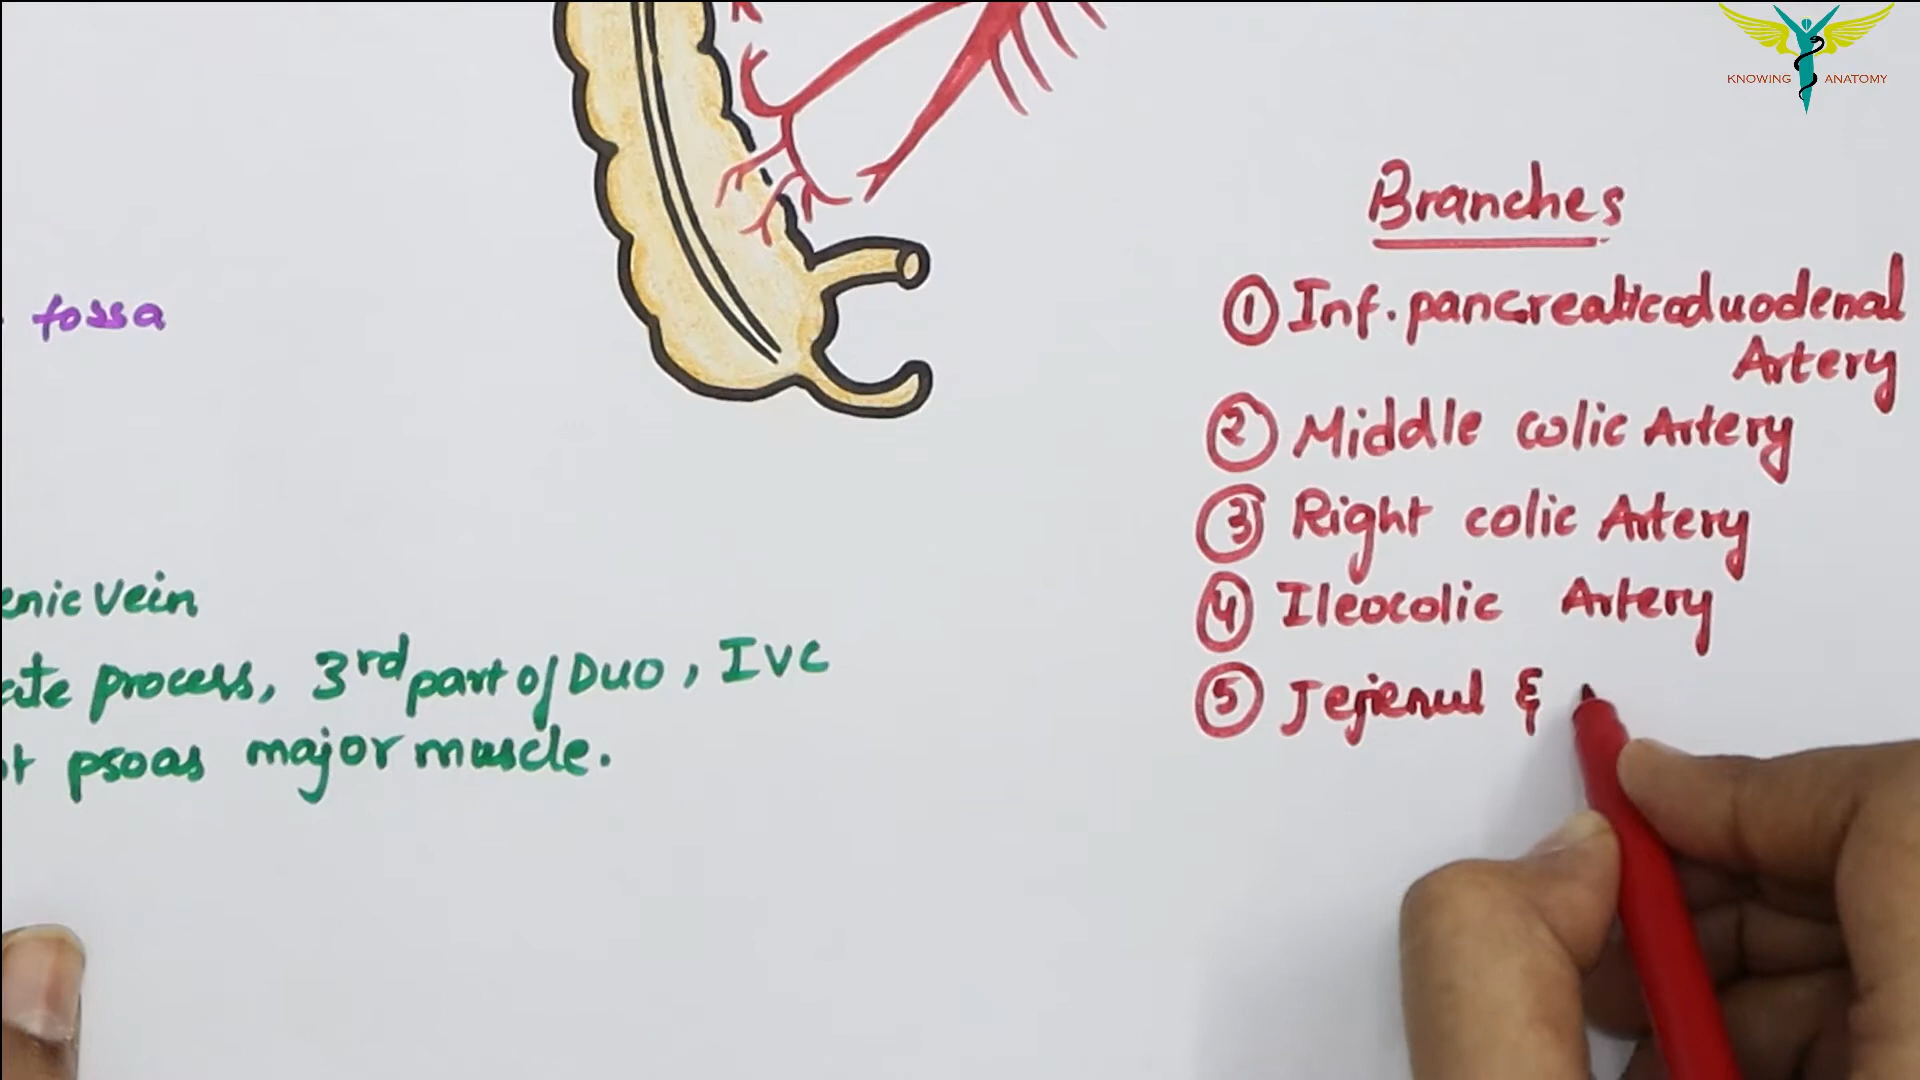 KNOWING ANATOMY
Branches
① Inf. pancreaticoduodenal
Artery
② Middle colic Artery
③ Right colic Artery
④ Ileocolic Artery
⑤ Jejenul &
fossa
enic Vein
ate process, 3rd part of Duo, IVC
psoas major muscle.